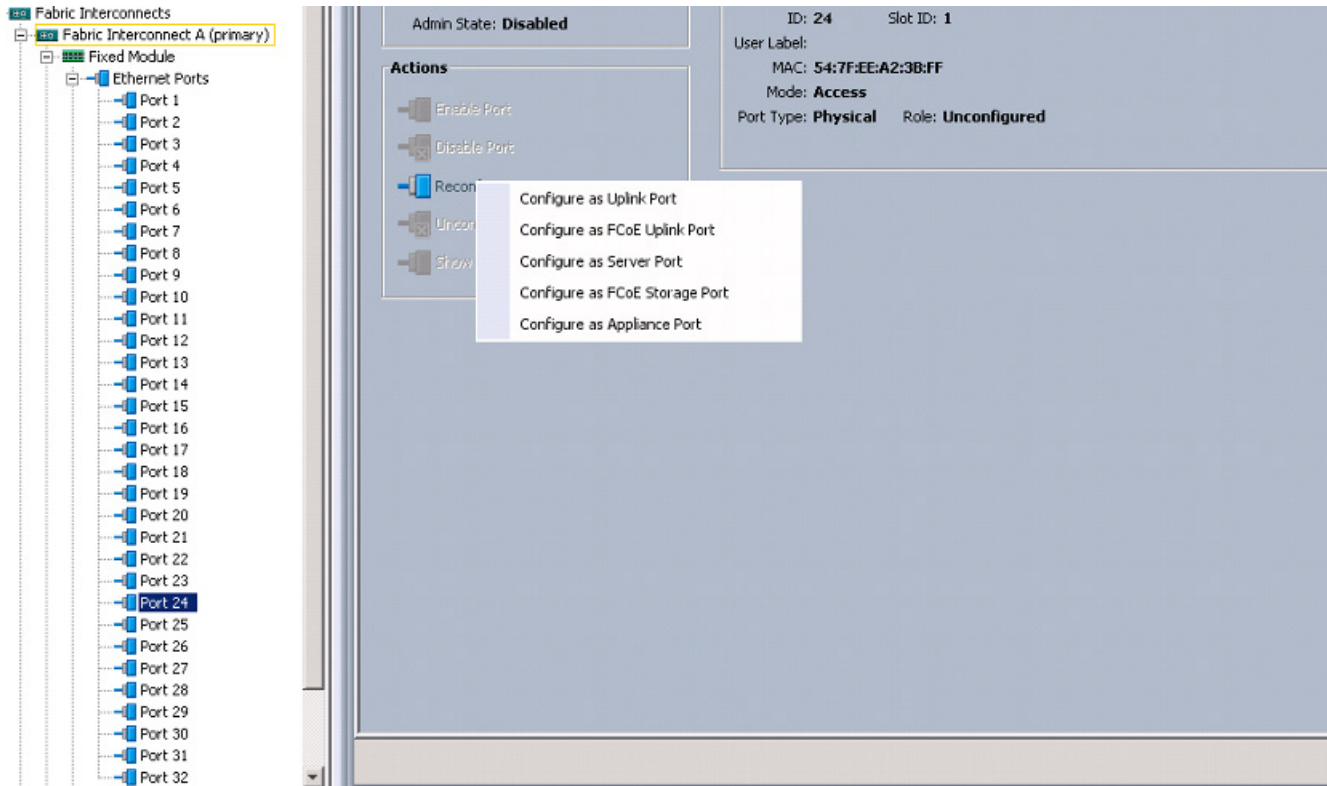 Fabric Interconnects
Fabric Interconnect A (primary)
Fixed Module
Ethernet Ports
Port 1
Port 2
Port 3
Port 4
Port 5
Port 6
Port 7
Port 8
Port 9
Port 10
Port 11
Port 12
Port 13
Port 14
Port 15
Port 16
Port 17
Port 18
Port 19
Port 20
Port 21
Port 22
Port 23
Port 24
Port 25
Port 26
Port 27
Port 28
Port 29
Port 30
Port 31
Port 32
Admin State: Disabled
Actions
Enable Port
Disable Port
Recon
Uncon
Show
Configure as Uplink Port
Configure as FCoE Uplink Port
Configure as Server Port
Configure as FCoE Storage Port
Configure as Appliance Port
ID: 24 Slot ID: 1
User Label:
MAC: 54:7F:EE:A2:3B:FF
Mode: Access
Port Type: Physical Role: Unconfigured